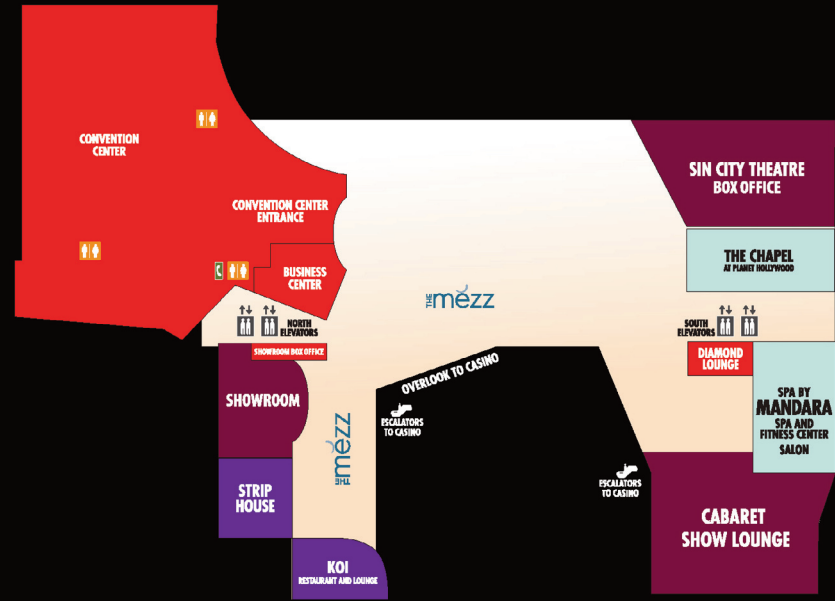 CONVENTION
CENTER
CONVENTION CENTER
ENTRANCE
BUSINESS
CENTER
SIN CITY THEATRE
BOX OFFICE
THE CHAPEL
AT PLANET HOLLYWOOD
THE mezz
NORTH
ELEVATORS
SOUTH
ELEVATORS
SHOWROOM BOX OFFICE
DIAMOND
LOUNGE
SHOWROOM
OVERLOOK TO CASINO
ESCALATORS
TO CASINO
THE mezz
SPA BY
MANDARA
SPA AND
FITNESS CENTER
SALON
STRIP
HOUSE
ESCALATORS
TO CASINO
CABARET
SHOW LOUNGE
KOI
RESTAURANT AND LOUNGE